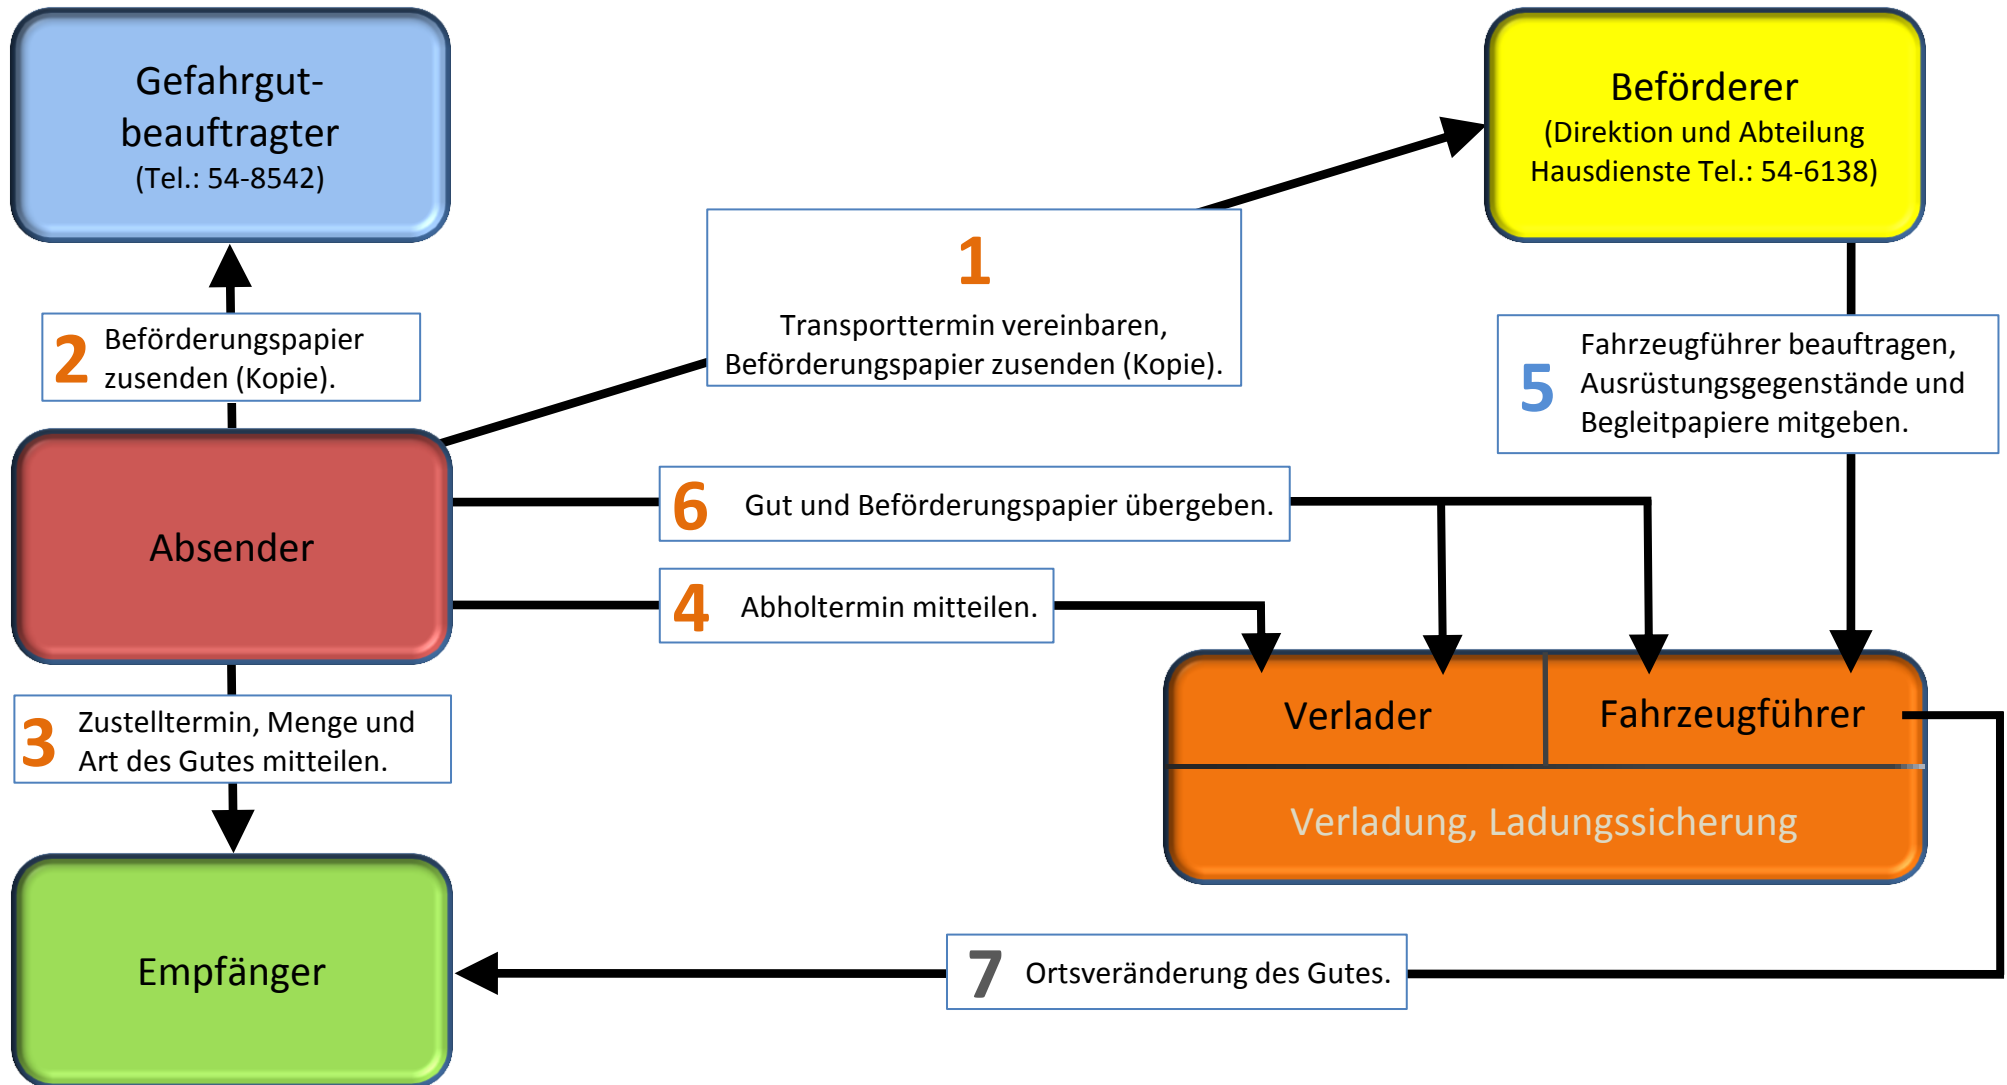 Gefahrgut-
beauftragter
(Tel.: 54-8542)
Beförderer
(Direktion und Abteilung
Hausdienste Tel.: 54-6138)
1
Transporttermin vereinbaren,
Beförderungspapier zusenden (Kopie).
2
Beförderungspapier
zusenden (Kopie).
5
Fahrzeugführer beauftragen,
Ausrüstungsgegenstände und
Begleitpapiere mitgeben.
Absender
6 Gut und Beförderungspapier übergeben.
4 Abholtermin mitteilen.
3
Zustelltermin, Menge und
Art des Gutes mitteilen.
Verlader
Fahrzeugführer
Verladung, Ladungssicherung
Empfänger
7 Ortsveränderung des Gutes.